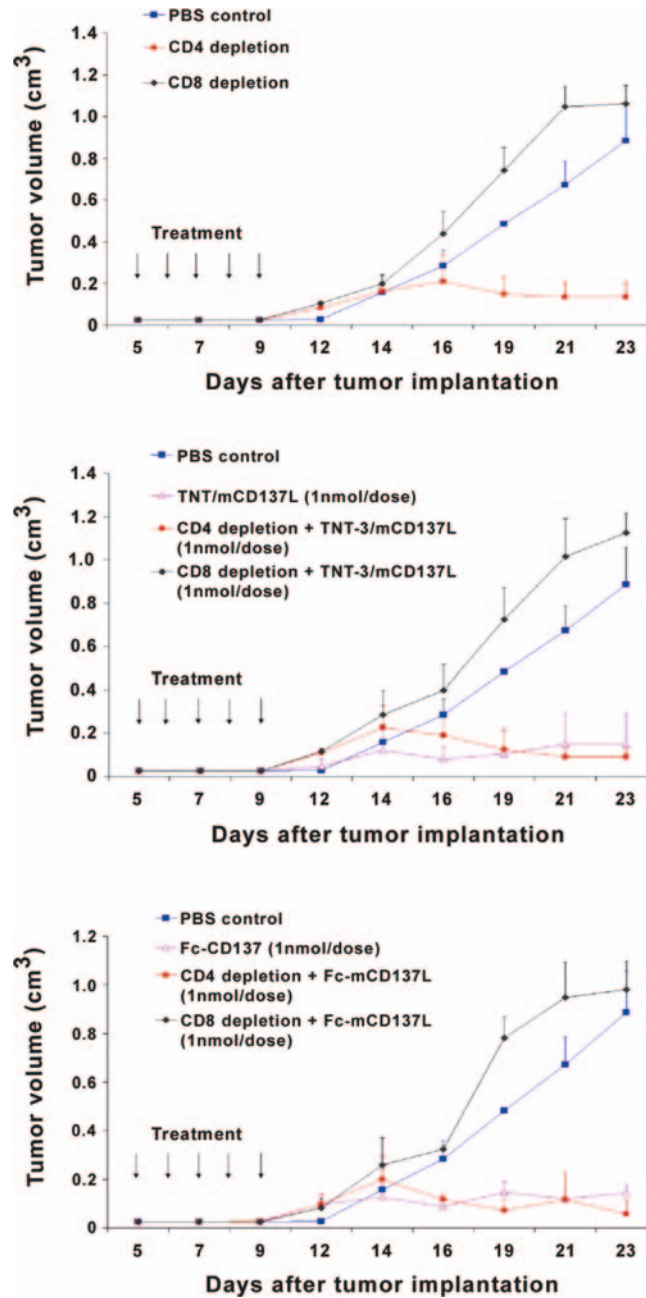 PBS control
CD4 depletion
CD8 depletion
Tumor volume (cm3)
1.4
1.2
1.0
0.8
0.6
0.4
0.2
0
Treatment
5 7 9 12 14 16 19 21 23
Days after tumor implantation
PBS control
TNT/mCD137L (1nmol/dose)
CD4 depletion + TNT-3/mCD137L
(1nmol/dose)
CD8 depletion + TNT-3/mCD137L
(1nmol/dose)
Tumor volume (cm3)
1.4
1.2
1.0
0.8
0.6
0.4
0.2
0
Treatment
5 7 9 12 14 16 19 21 23
Days after tumor implantation
PBS control
Fc-CD137 (1nmol/dose)
CD4 depletion + Fc-mCD137L
(1nmol/dose)
CD8 depletion + Fc-mCD137L
(1nmol/dose)
Tumor volume (cm3)
1.2
1.0
0.8
0.6
0.4
0.2
0
Treatment
5 7 9 12 14 16 19 21 23
Days after tumor implantation